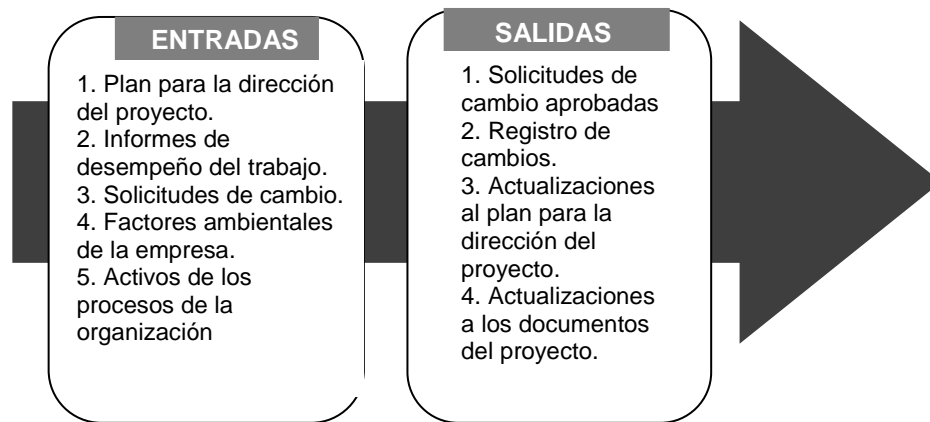 ENTRADAS
1. Plan para la dirección
del proyecto.
2. Informes de
desempeño del trabajo.
3. Solicitudes de cambio.
4. Factores ambientales
de la empresa.
5. Activos de los
procesos de la
organización
SALIDAS
1. Solicitudes de
cambio aprobadas
2. Registro de
cambios.
3. Actualizaciones
al plan para la
dirección del
proyecto.
4. Actualizaciones
a los documentos
del proyecto.